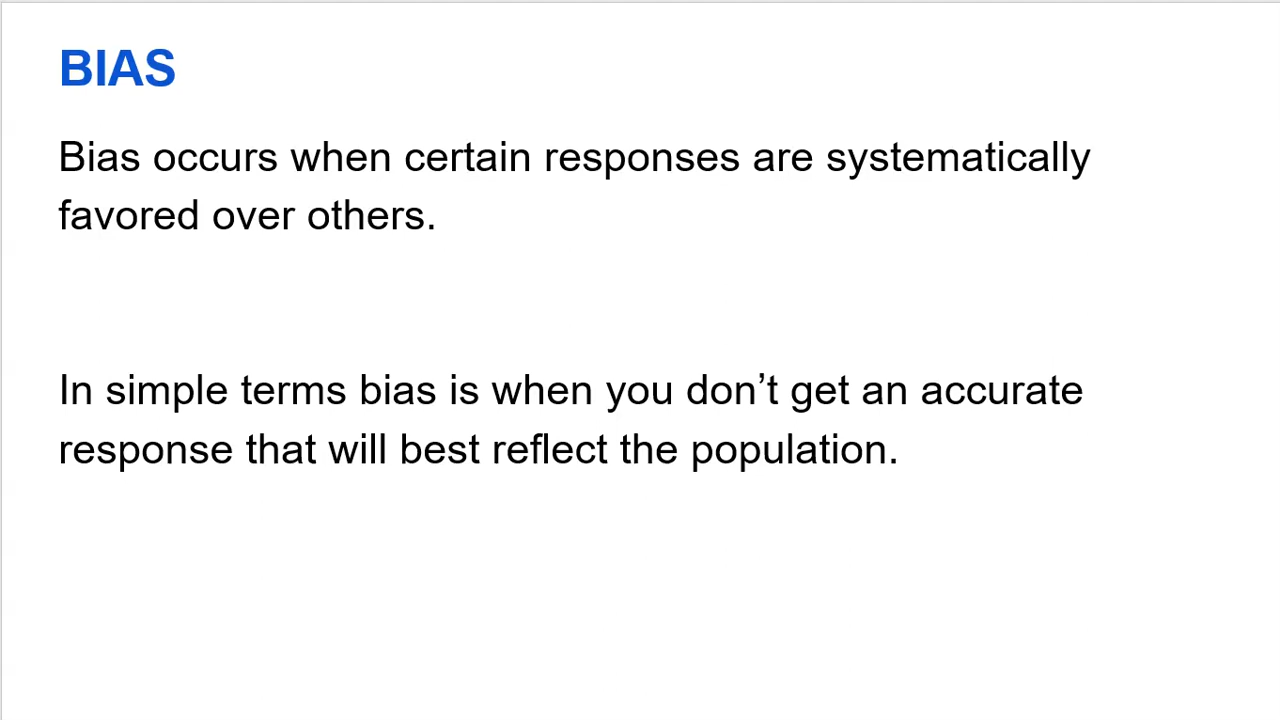 BIAS
Bias occurs when certain responses are systematically
favored over others.
In simple terms bias is when you don’t get an accurate
response that will best reflect the population.